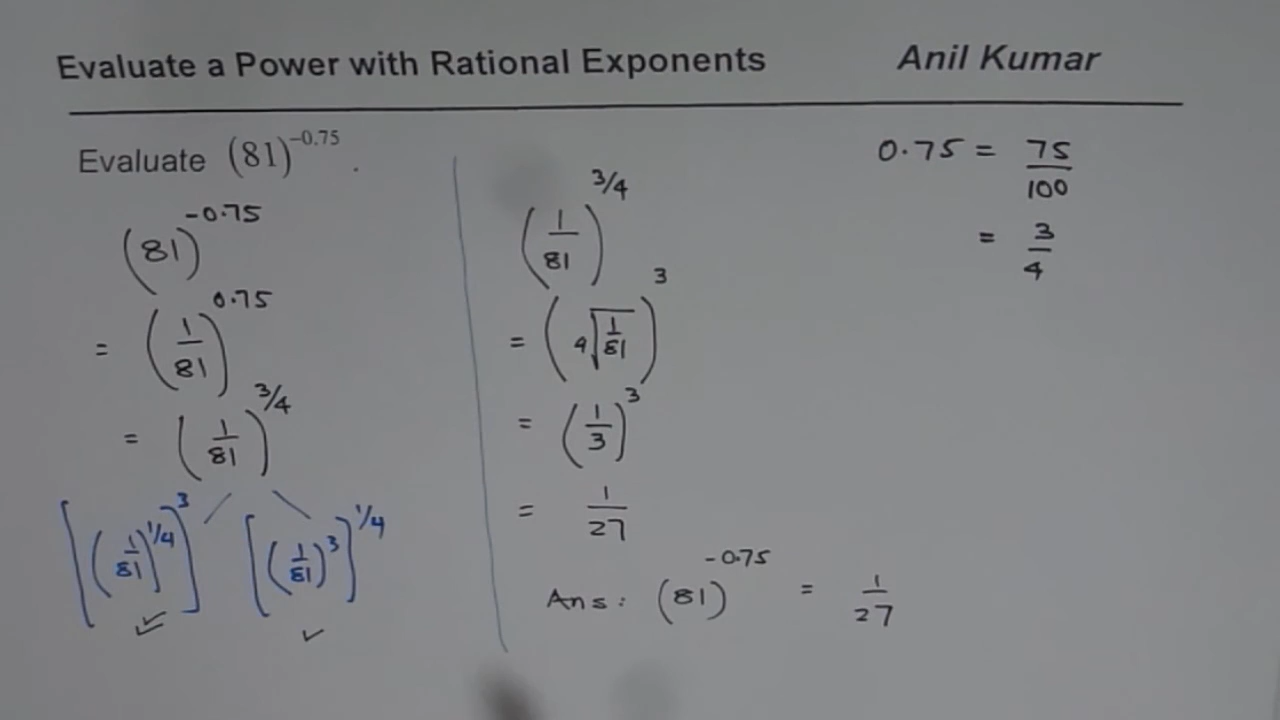 Evaluate a Power with Rational Exponents
Anil Kumar
Evaluate (81)^{-0.75} .
(81)^{-0.75}
= (1/81)^{0.75}
= (1/81)^{3/4}
[(1/81)^{1/4}]^3 [(1/81)^3]^{1/4}
✓ ✓
(1/81)^{3/4}
= (4√(1/81))^3
= (1/3)^3
= 1/27
Ans: (81)^{-0.75} = 1/27
0.75 = 75/100
= 3/4